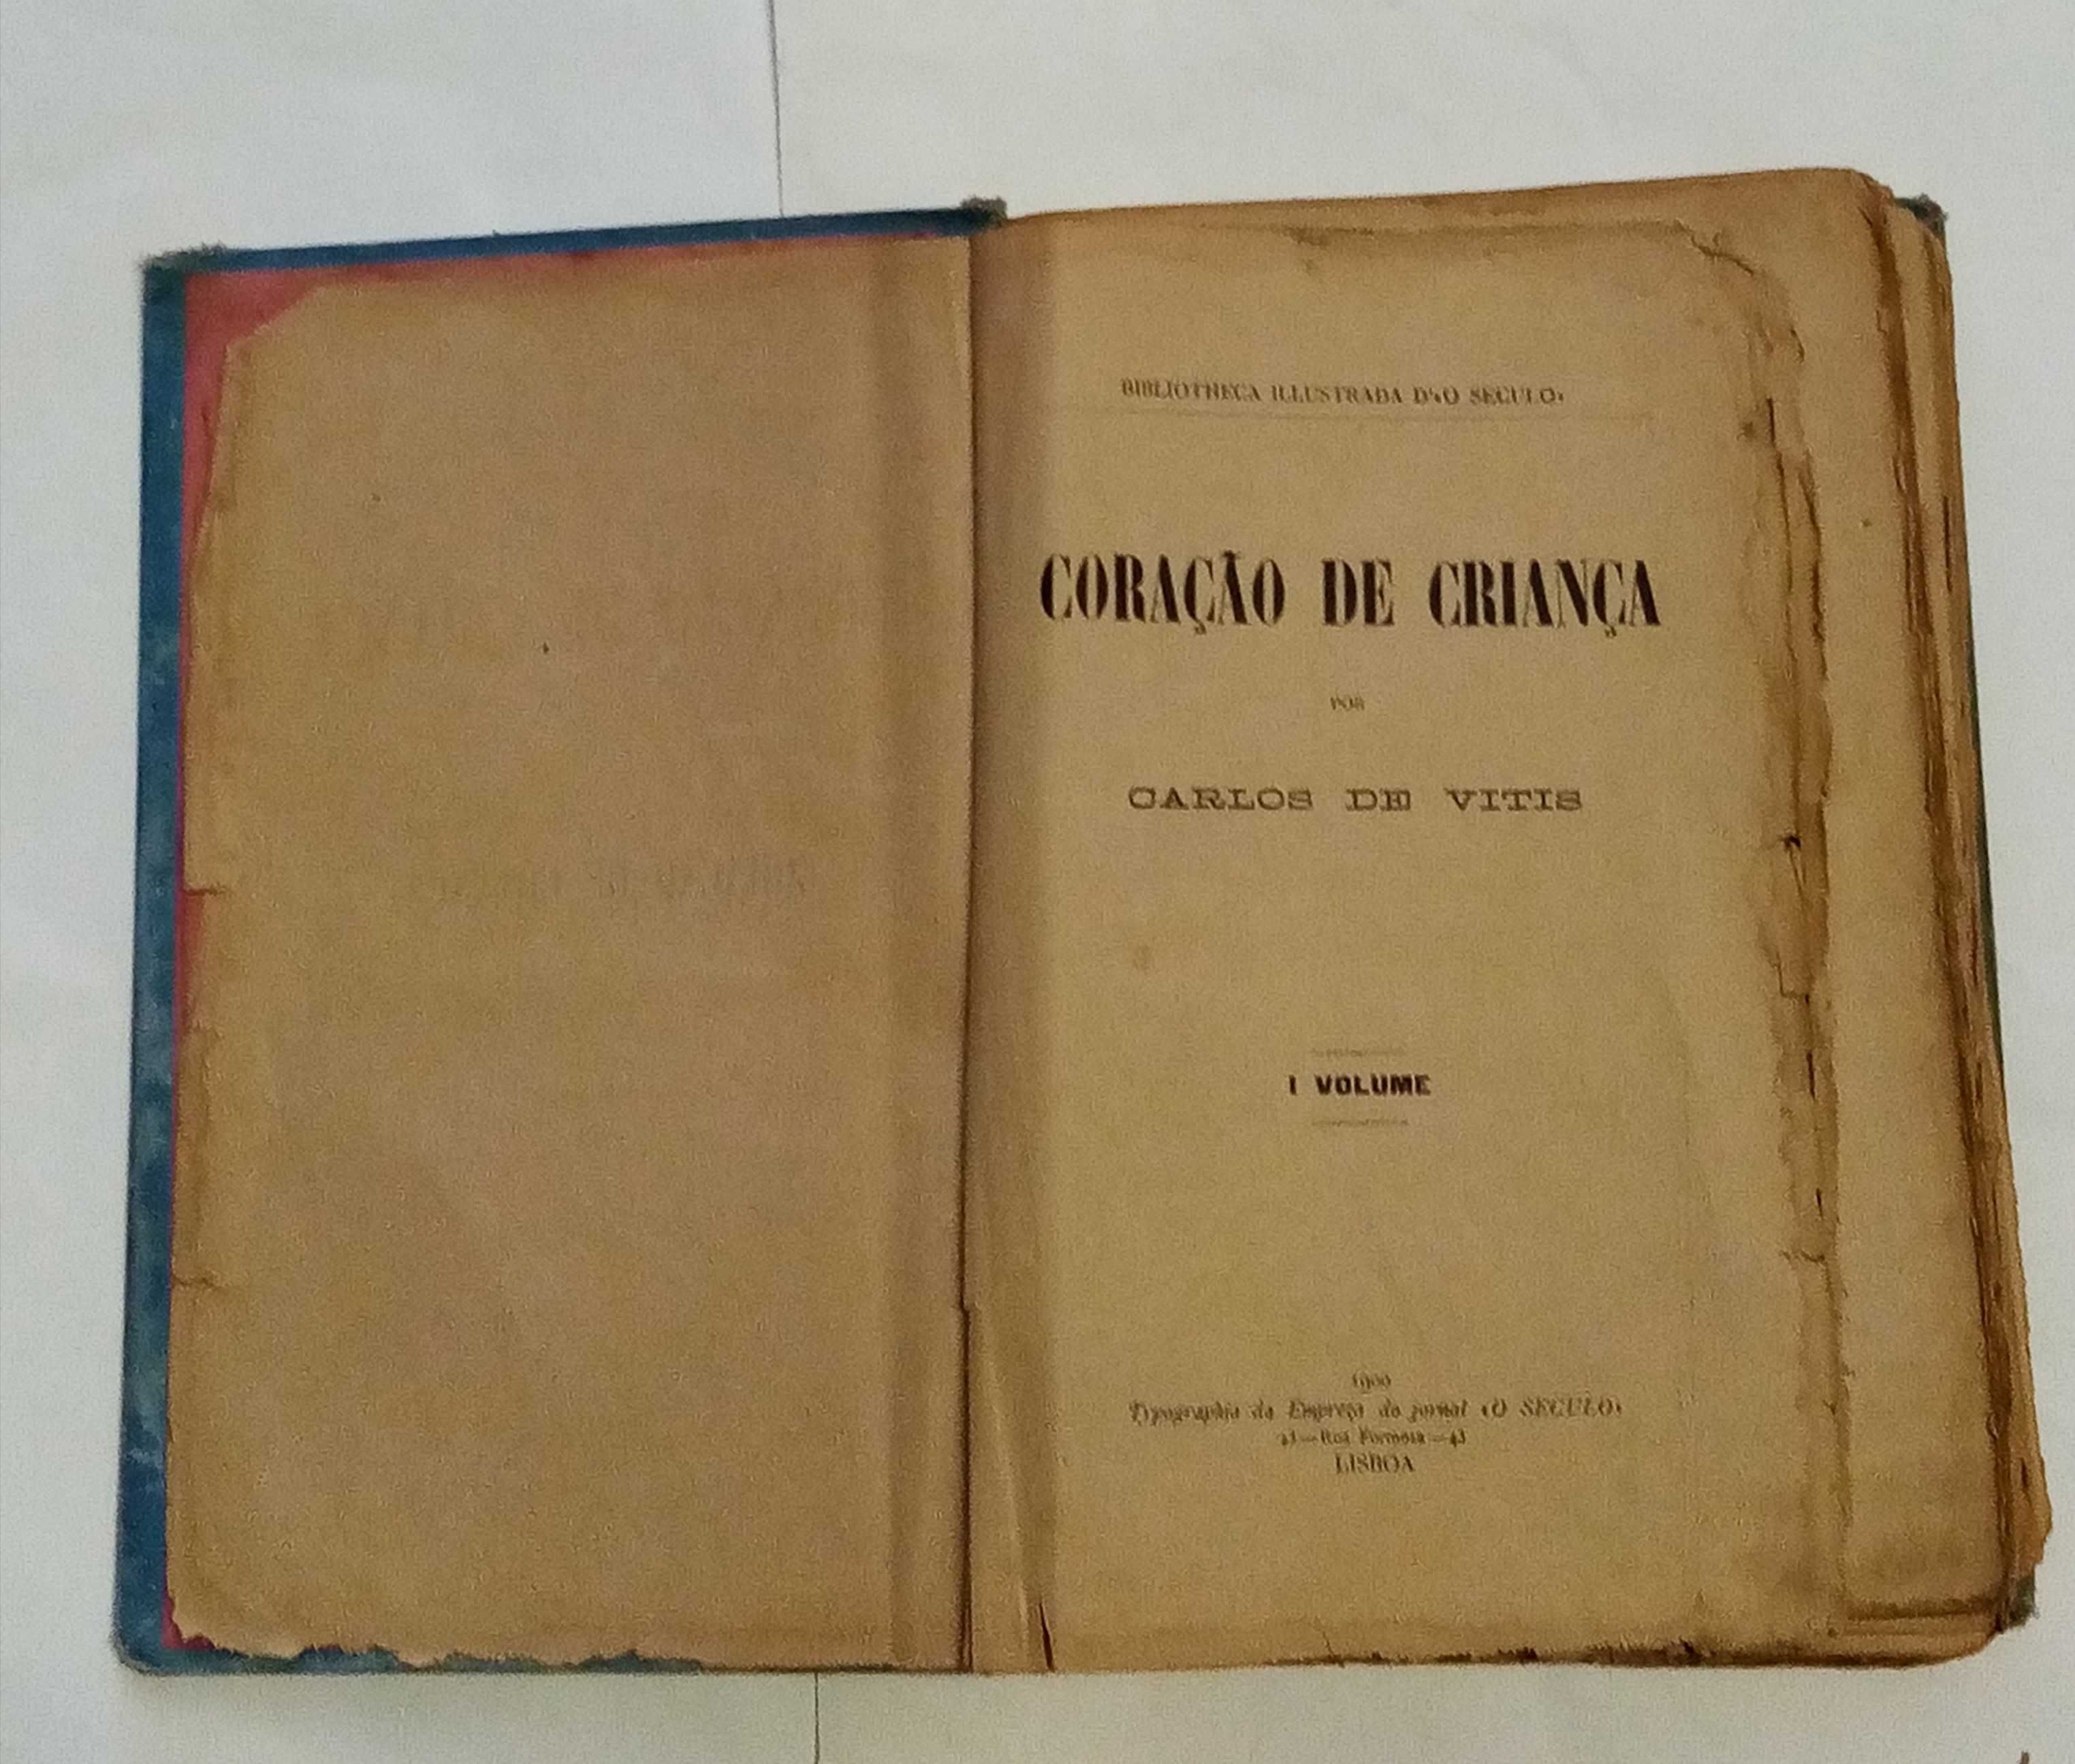 BIBLIOTHECA ILLUSTRADA D'«O SECULO»
CORAÇÃO DE CRIANÇA
POR
CARLOS DE VITIS
I VOLUME
1900
Typographia da Empreza do jornal «O SECULO»
43—Rua Formosa—43
LISBOA